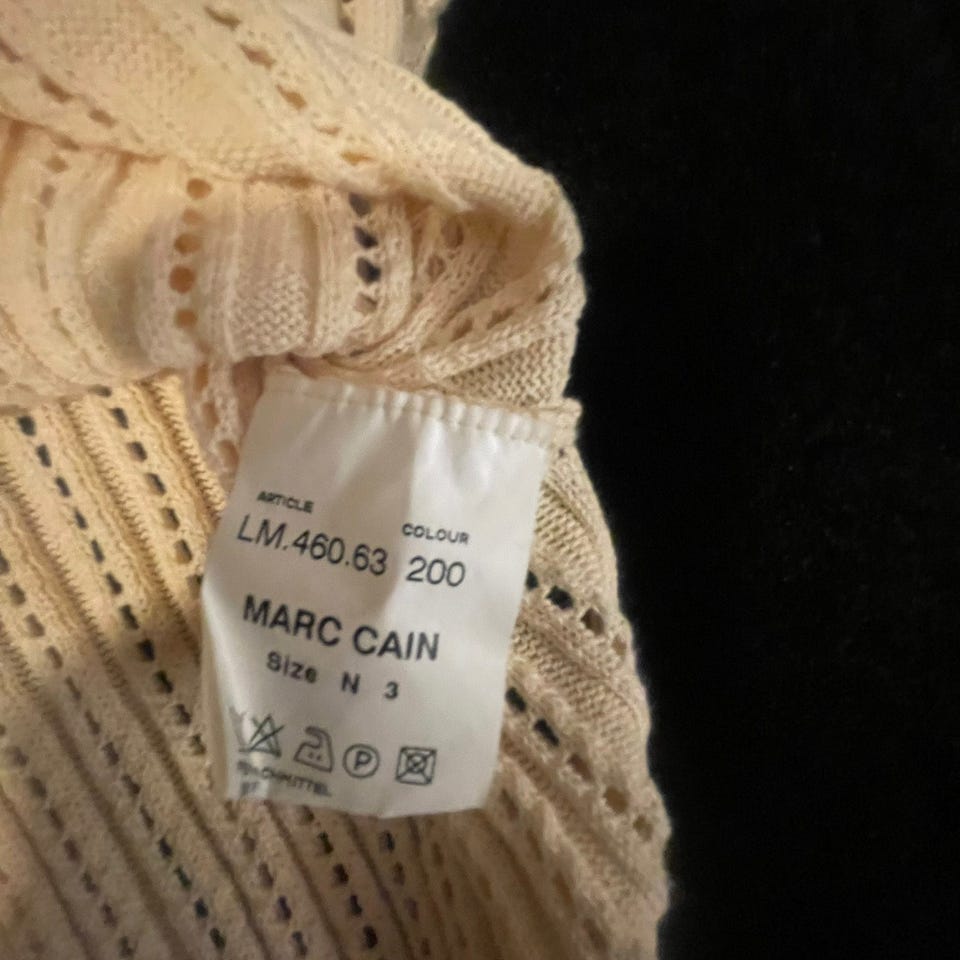 ARTICLE
COLOUR
LM.460.63 200
MARC CAIN
Size N 3
P